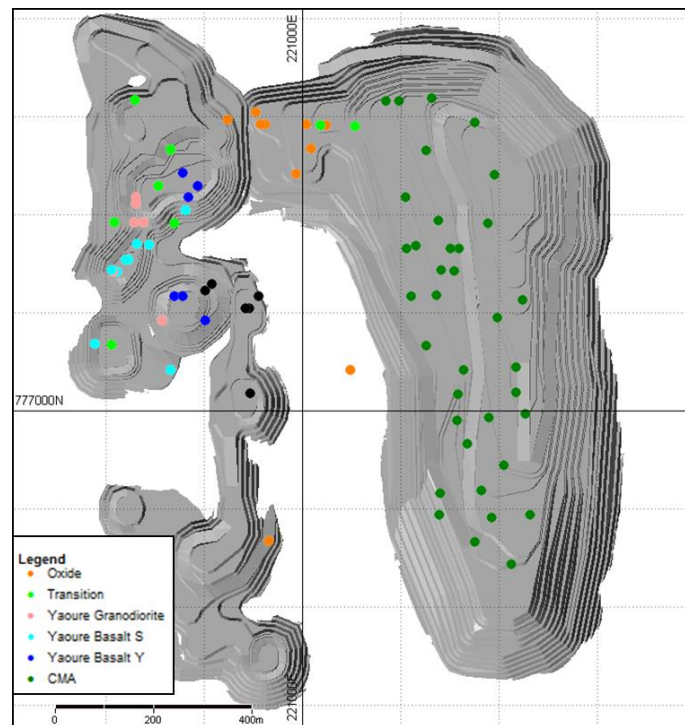 221000E
777000N
Legend
Oxide
Transition
Yaoure Granodiorite
Yaoure Basalt S
Yaoure Basalt Y
CMA
0 200 400m
221000E